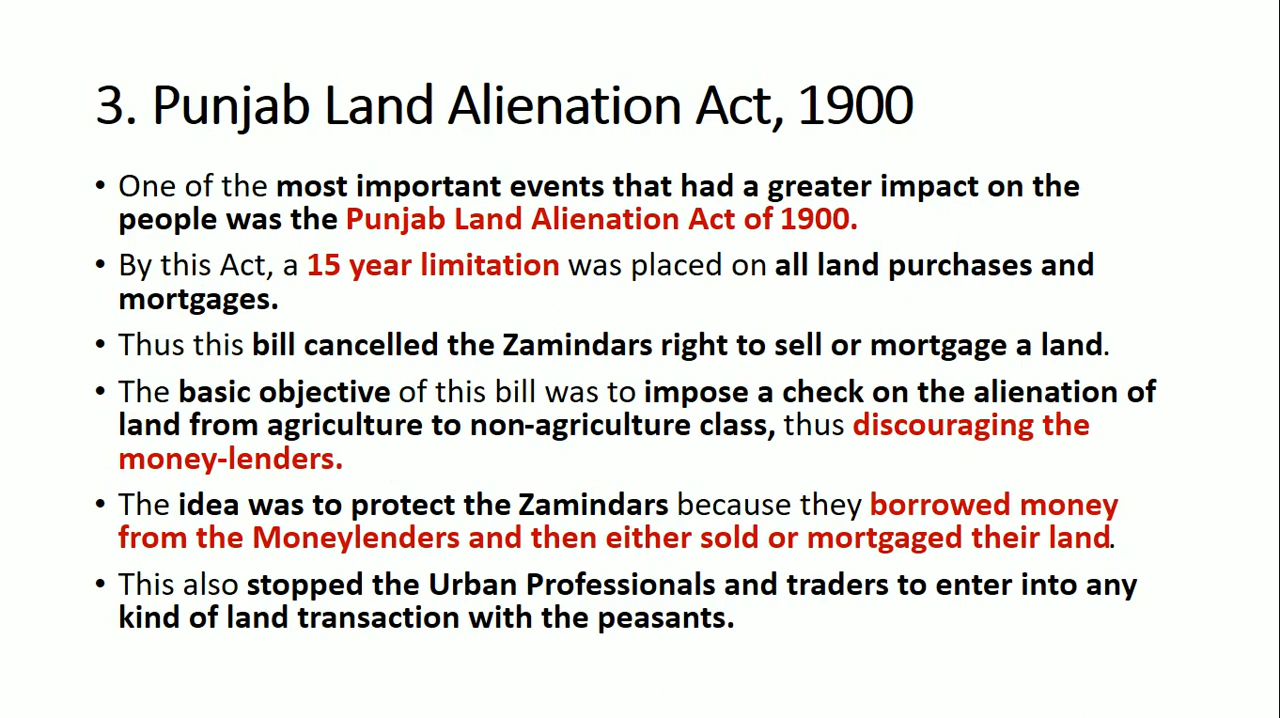 3. Punjab Land Alienation Act, 1900
• One of the most important events that had a greater impact on the
people was the Punjab Land Alienation Act of 1900.
• By this Act, a 15 year limitation was placed on all land purchases and
mortgages.
• Thus this bill cancelled the Zamindars right to sell or mortgage a land.
• The basic objective of this bill was to impose a check on the alienation of
land from agriculture to non-agriculture class, thus discouraging the
money-lenders.
• The idea was to protect the Zamindars because they borrowed money
from the Moneylenders and then either sold or mortgaged their land.
• This also stopped the Urban Professionals and traders to enter into any
kind of land transaction with the peasants.